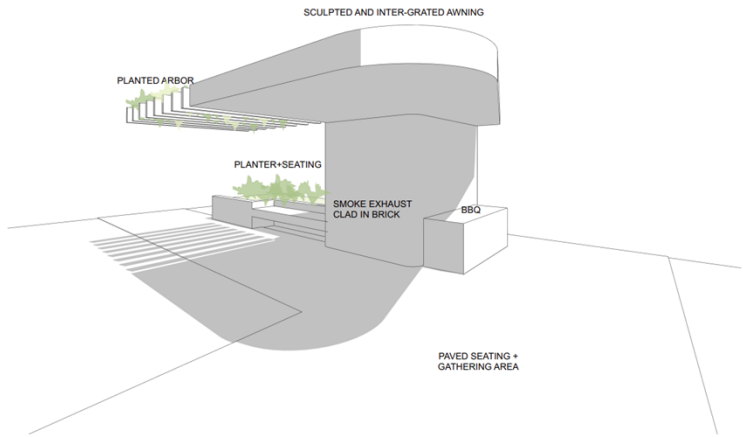 SCULPTED AND INTER-GRATED AWNING
PLANTED ARBOR
PLANTER+SEATING
SMOKE EXHAUST
CLAD IN BRICK
BBQ
PAVED SEATING +
GATHERING AREA